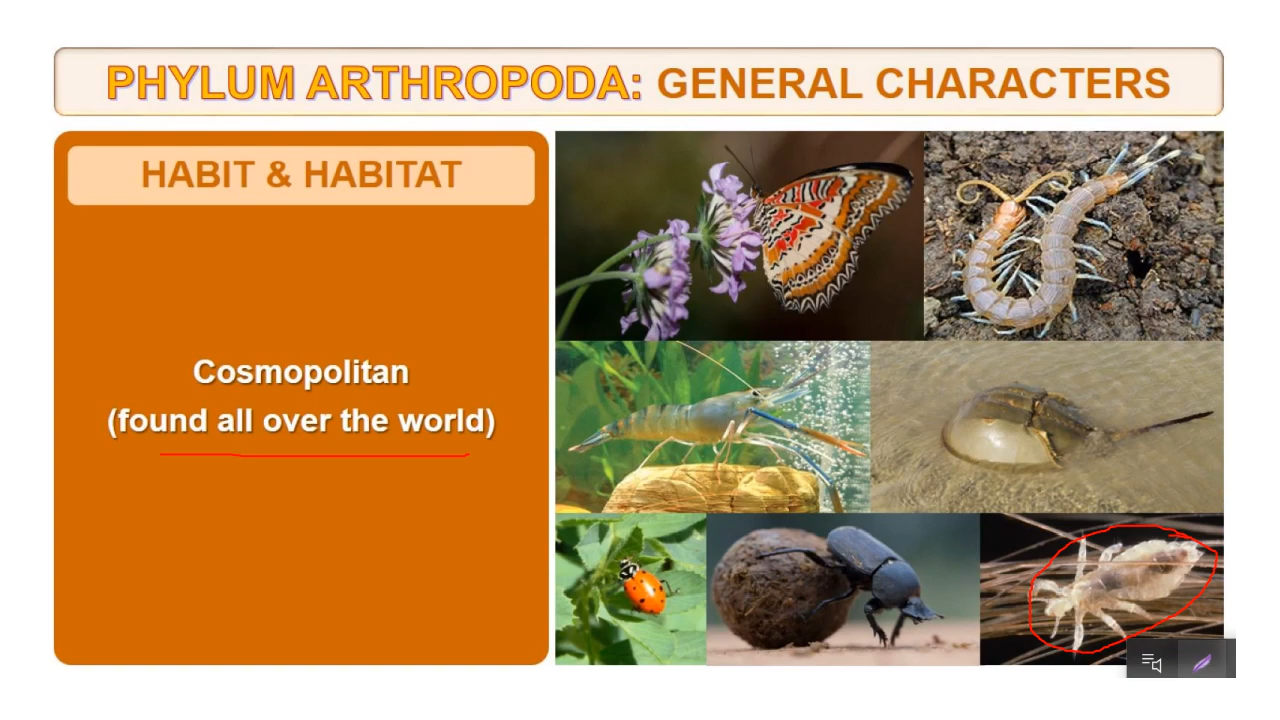 PHYLUM ARTHROPODA: GENERAL CHARACTERS
HABIT & HABITAT
Cosmopolitan
(found all over the world)